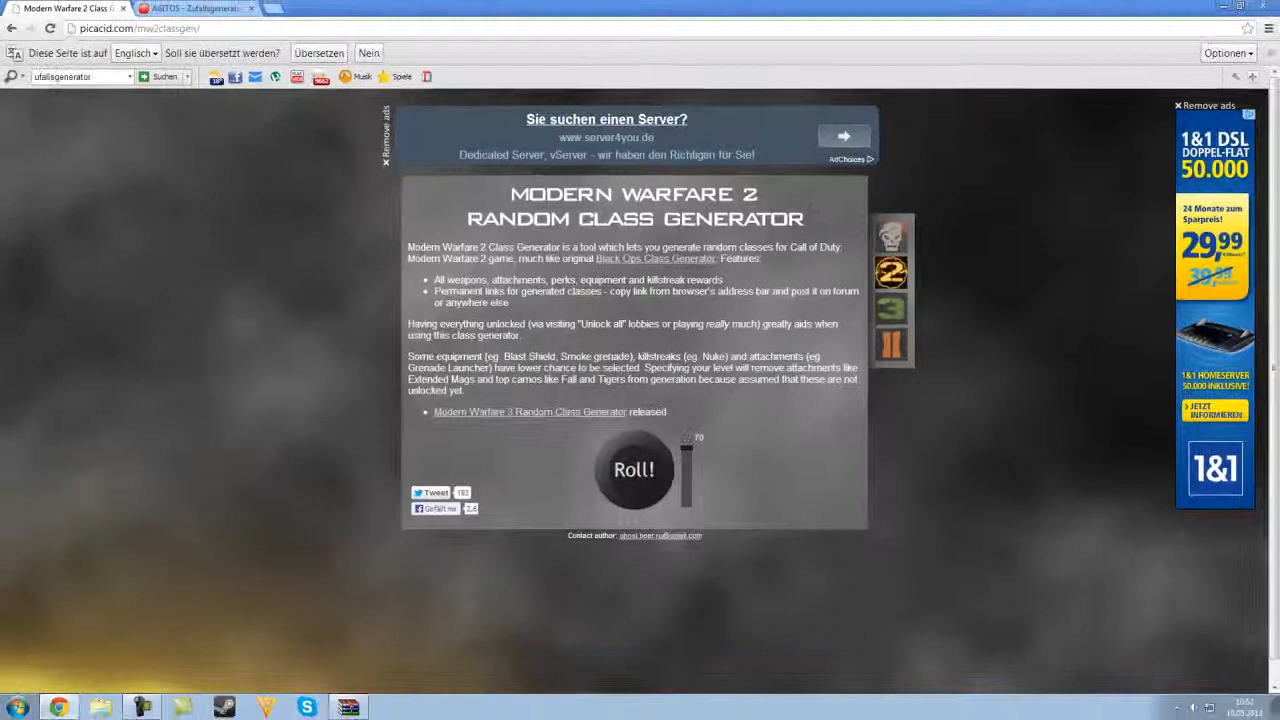 Modern Warfare 2 Class G
AGITOS - Zufallsgenerato
picacid.com/mw2classgen/
Diese Seite ist auf Englisch Soll sie übersetzt werden? Übersetzen Nein Optionen
ufallsgenerator Suchen Musik Spiele
Remove ads
Sie suchen einen Server?
www.server4you.de
Dedicated Server, vServer - wir haben den Richtigen für Sie!
AdChoices
MODERN WARFARE 2
RANDOM CLASS GENERATOR
Modern Warfare 2 Class Generator is a tool which lets you generate random classes for Call of Duty:
Modern Warfare 2 game, much like original Black Ops Class Generator. Features:
All weapons, attachments, perks, equipment and killstreak rewards
Permanent links for generated classes - copy link from browser's address bar and post it on forum
or anywhere else
Having everything unlocked (via visiting "Unlock all" lobbies or playing really much) greatly aids when
using this class generator.
Some equipment (eg. Blast Shield, Smoke grenade), killstreaks (eg. Nuke) and attachments (eg.
Grenade Launcher) have lower chance to be selected. Specifying your level will remove attachments like
Extended Mags and top camos like Fall and Tigers from generation because assumed that these are not
unlocked yet.
Modern Warfare 3 Random Class Generator released
70
Roll!
Tweet 193
Gefällt mir
Contact author:
Remove ads
1&1 DSL
DOPPEL-FLAT
50.000
24 Monate zum
Sparpreis!
29,99
39,99
1&1 HOMESERVER
50.000 INKLUSIVE!
JETZT
INFORMIEREN
1&1
10:52
10.05.2012